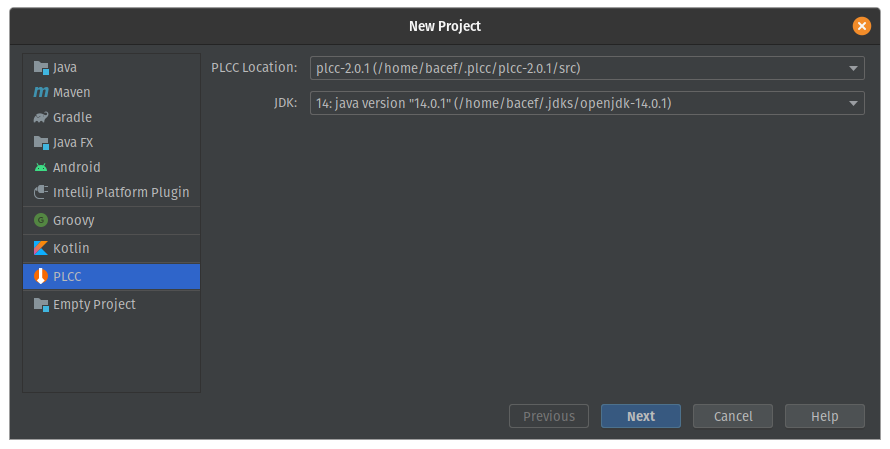 New Project
Java
Maven
Gradle
Java FX
Android
IntelliJ Platform Plugin
Groovy
Kotlin
PLCC
Empty Project
PLCC Location: plcc-2.0.1 (/home/bacef/.plcc/plcc-2.0.1/src)
JDK: 14: java version "14.0.1" (/home/bacef/.jdks/openjdk-14.0.1)
Previous Next Cancel Help